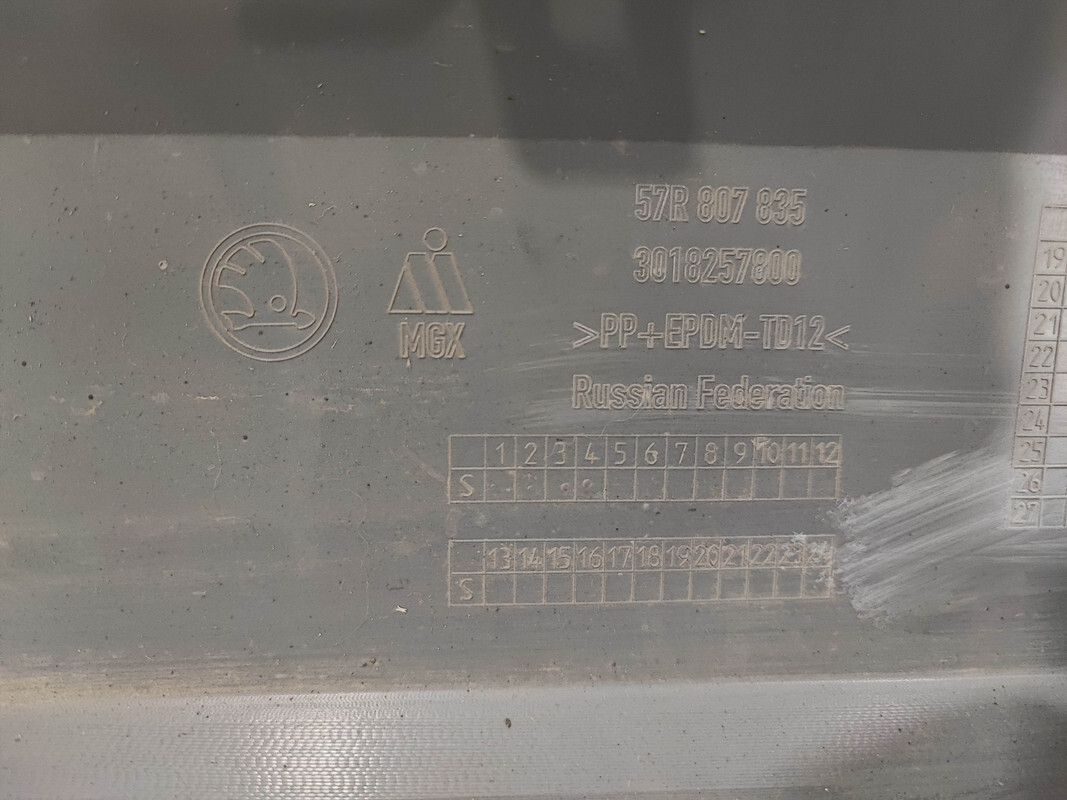 57R 807 835
3018257800
MGX
>PP+EPDM-TD12<
Russian Federation
1 2 3 4 5 6 7 8 9 10 11 12
S
13 14 15 16 17 18 19 20 21 22 23 24
S
19
20
21
22
23
24
25
26
27